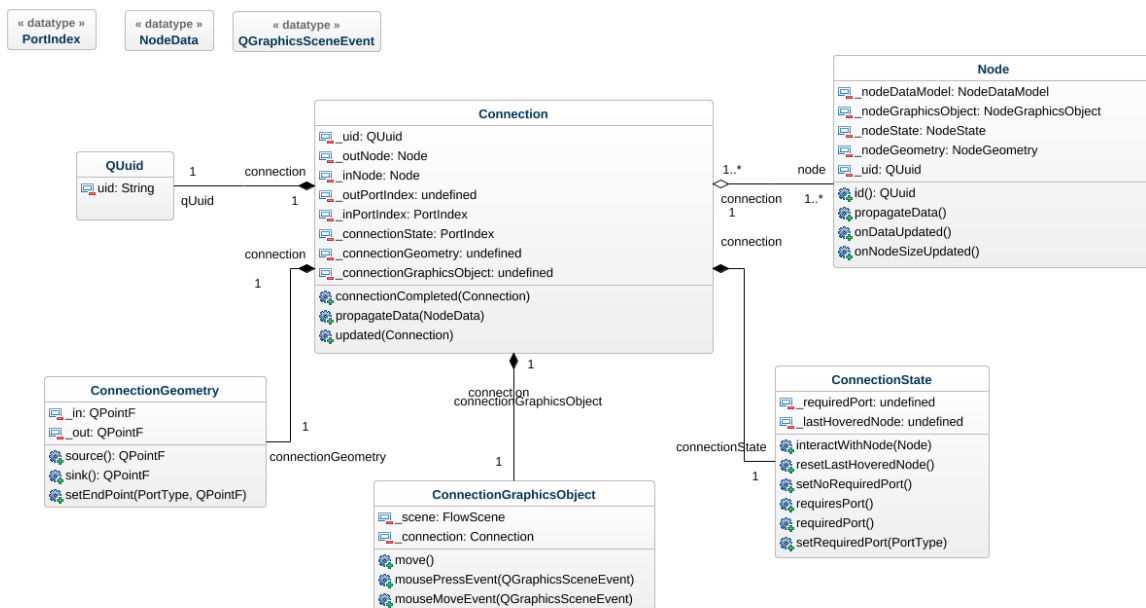 « datatype »
PortIndex
« datatype »
NodeData
« datatype »
QGraphicsSceneEvent
Node
_nodeDataModel: NodeDataModel
_nodeGraphicsObject: NodeGraphicsObject
_nodeState: NodeState
_nodeGeometry: NodeGeometry
_uid: QUuid
id(): QUuid
propagateData()
onDataUpdated()
onNodeSizeUpdated()
Connection
_uid: QUuid
_outNode: Node
_inNode: Node
_outPortIndex: undefined
_inPortIndex: PortIndex
_connectionState: PortIndex
_connectionGeometry: undefined
_connectionGraphicsObject: undefined
connectionCompleted(Connection)
propagateData(NodeData)
updated(Connection)
QUuid
uid: String
1
connection
qUuid
1
1..*
node
connection
1..*
1
connection
connection
1
1
connectionGeometry
1
connection
connectionGraphicsObject
1
connectionState
1
ConnectionGeometry
_in: QPointF
_out: QPointF
source(): QPointF
sink(): QPointF
setEndPoint(PortType, QPointF)
ConnectionGraphicsObject
_scene: FlowScene
_connection: Connection
move()
mousePressEvent(QGraphicsSceneEvent)
mouseMoveEvent(QGraphicsSceneEvent)
ConnectionState
_requiredPort: undefined
_lastHoveredNode: undefined
interactWithNode(Node)
resetLastHoveredNode()
setNoRequiredPort()
requiresPort()
requiredPort()
setRequiredPort(PortType)